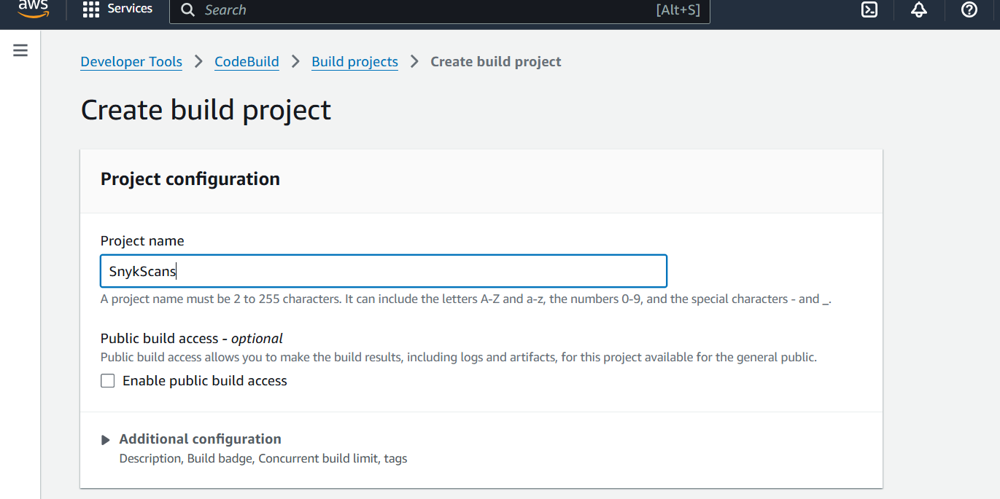 aws Services Search [Alt+S]
Developer Tools > CodeBuild > Build projects > Create build project
Create build project
Project configuration
Project name
SnykScans
A project name must be 2 to 255 characters. It can include the letters A-Z and a-z, the numbers 0-9, and the special characters - and _.
Public build access - optional
Public build access allows you to make the build results, including logs and artifacts, for this project available for the general public.
Enable public build access
Additional configuration
Description, Build badge, Concurrent build limit, tags